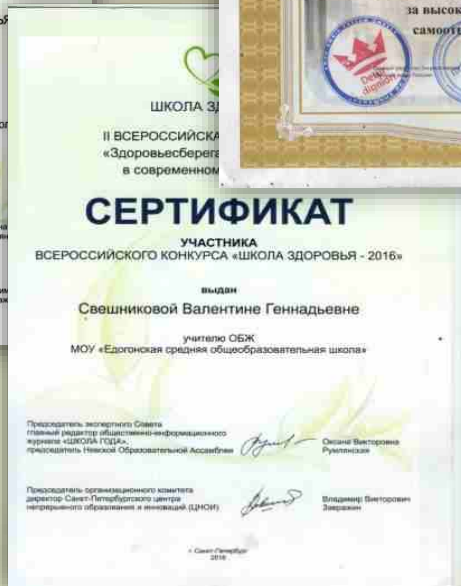 за высок
самоот
ШКОЛА ЗД
II ВСЕРОССИЙСКА
«Здоровьесберега
в современном
СЕРТИФИКАТ
УЧАСТНИКА
ВСЕРОССИЙСКОГО КОНКУРСА «ШКОЛА ЗДОРОВЬЯ - 2016»
выдан
Свешниковой Валентине Геннадьевне
учителю ОБЖ
МОУ «Едогонская средняя общеобразовательная школа»
Председатель экспертного Совета
главный редактор общественно-информационного
журнала «ШКОЛА ГОДА»,
председатель Невской Образовательной Ассамблеи
Оксана Викторовна
Румлянская
Председатель организационного комитета
директор Санкт-Петербургского центра
непрерывного образования и инноваций (ЦНОИ)
Владимир Викторович
г. Санкт-Петербург
2016